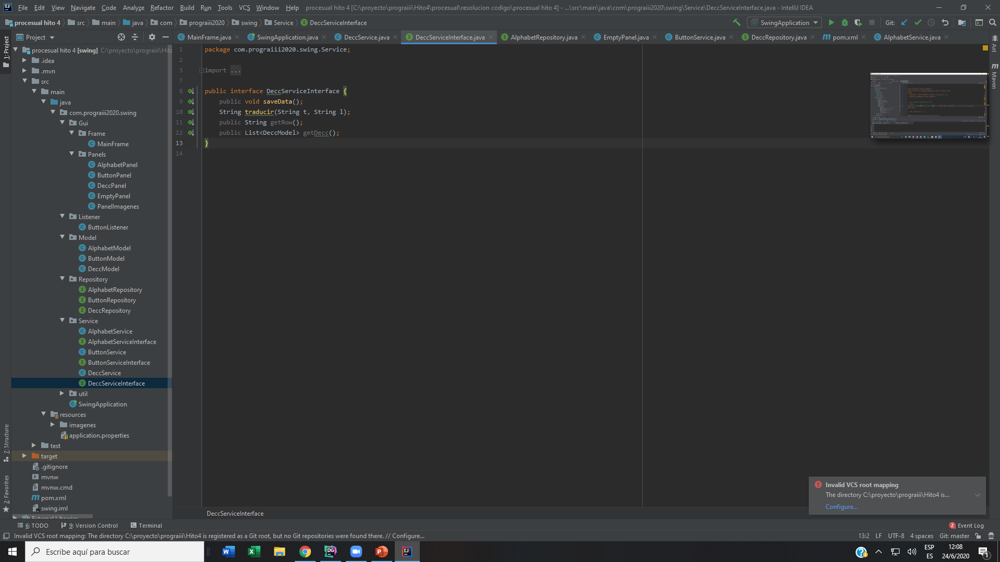 File Edit View Navigate Code Analyze Refactor Build Run Tools VCS Window Help procesual hito 4 [C:\proyecto\prograiii\Hito4\procesual\resolucion codigo\procesual hito 4] - ...\src\main\java\com\prograiii2020\swing\Service\DeccServiceInterface.java - IntelliJ IDEA
procesual hito 4 src main java com prograiii2020 swing Service DeccServiceInterface SwingApplication Git:
Project MainFrame.java SwingApplication.java DeccService.java DeccServiceInterface.java AlphabetRepository.java EmptyPanel.java ButtonService.java DeccRepository.java pom.xml AlphabetService.java
1: Project
procesual hito 4 [swing] C:\proyecto\prograiii\Hito
.idea
.mvn
src
main
java
com.prograiii2020.swing
Gui
Frame
MainFrame
Panels
AlphabetPanel
ButtonPanel
DeccPanel
EmptyPanel
PanelImagenes
Listener
ButtonListener
Model
AlphabetModel
ButtonModel
DeccModel
Repository
AlphabetRepository
ButtonRepository
DeccRepository
Service
AlphabetService
AlphabetServiceInterface
ButtonService
ButtonServiceInterface
DeccService
DeccServiceInterface
util
SwingApplication
resources
imagenes
application.properties
test
target
.gitignore
mvnw
mvnw.cmd
pom.xml
swing.iml
External Libraries
7: Structure
2: Favorites
1 package com.prograiii2020.swing.Service;
2
3 import ...
7
8 public interface DeccServiceInterface {
9 public void saveData();
10 String traducir(String t, String l);
11 public String getRow();
12 public List<DeccModel> getDecc();
13 }
14
Ant
Maven
Invalid VCS root mapping
The directory C:\proyecto\prograiii\Hito4 is...
Configure...
DeccServiceInterface
6: TODO 9: Version Control Terminal 2 Event Log
Invalid VCS root mapping: The directory C:\proyecto\prograiii\Hito4 is registered as a Git root, but no Git repositories were found there. // Configure... 13:2 LF UTF-8 4 spaces Git: master
Escribe aquí para buscar
ESP
ES
12:08
24/6/2020
1